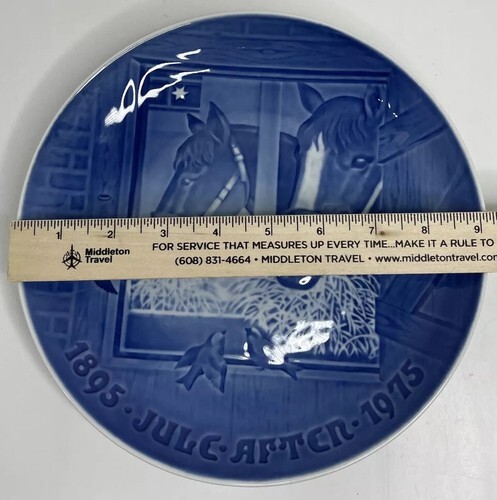 1 2 3 4 5 6 7 8 9
Middleton
Travel
FOR SERVICE THAT MEASURES UP EVERY TIME...MAKE IT A RULE TO
(608) 831-4664 • MIDDLETON TRAVEL • www.middletontravel.com
1895 · JULE · AFTEN · 1975